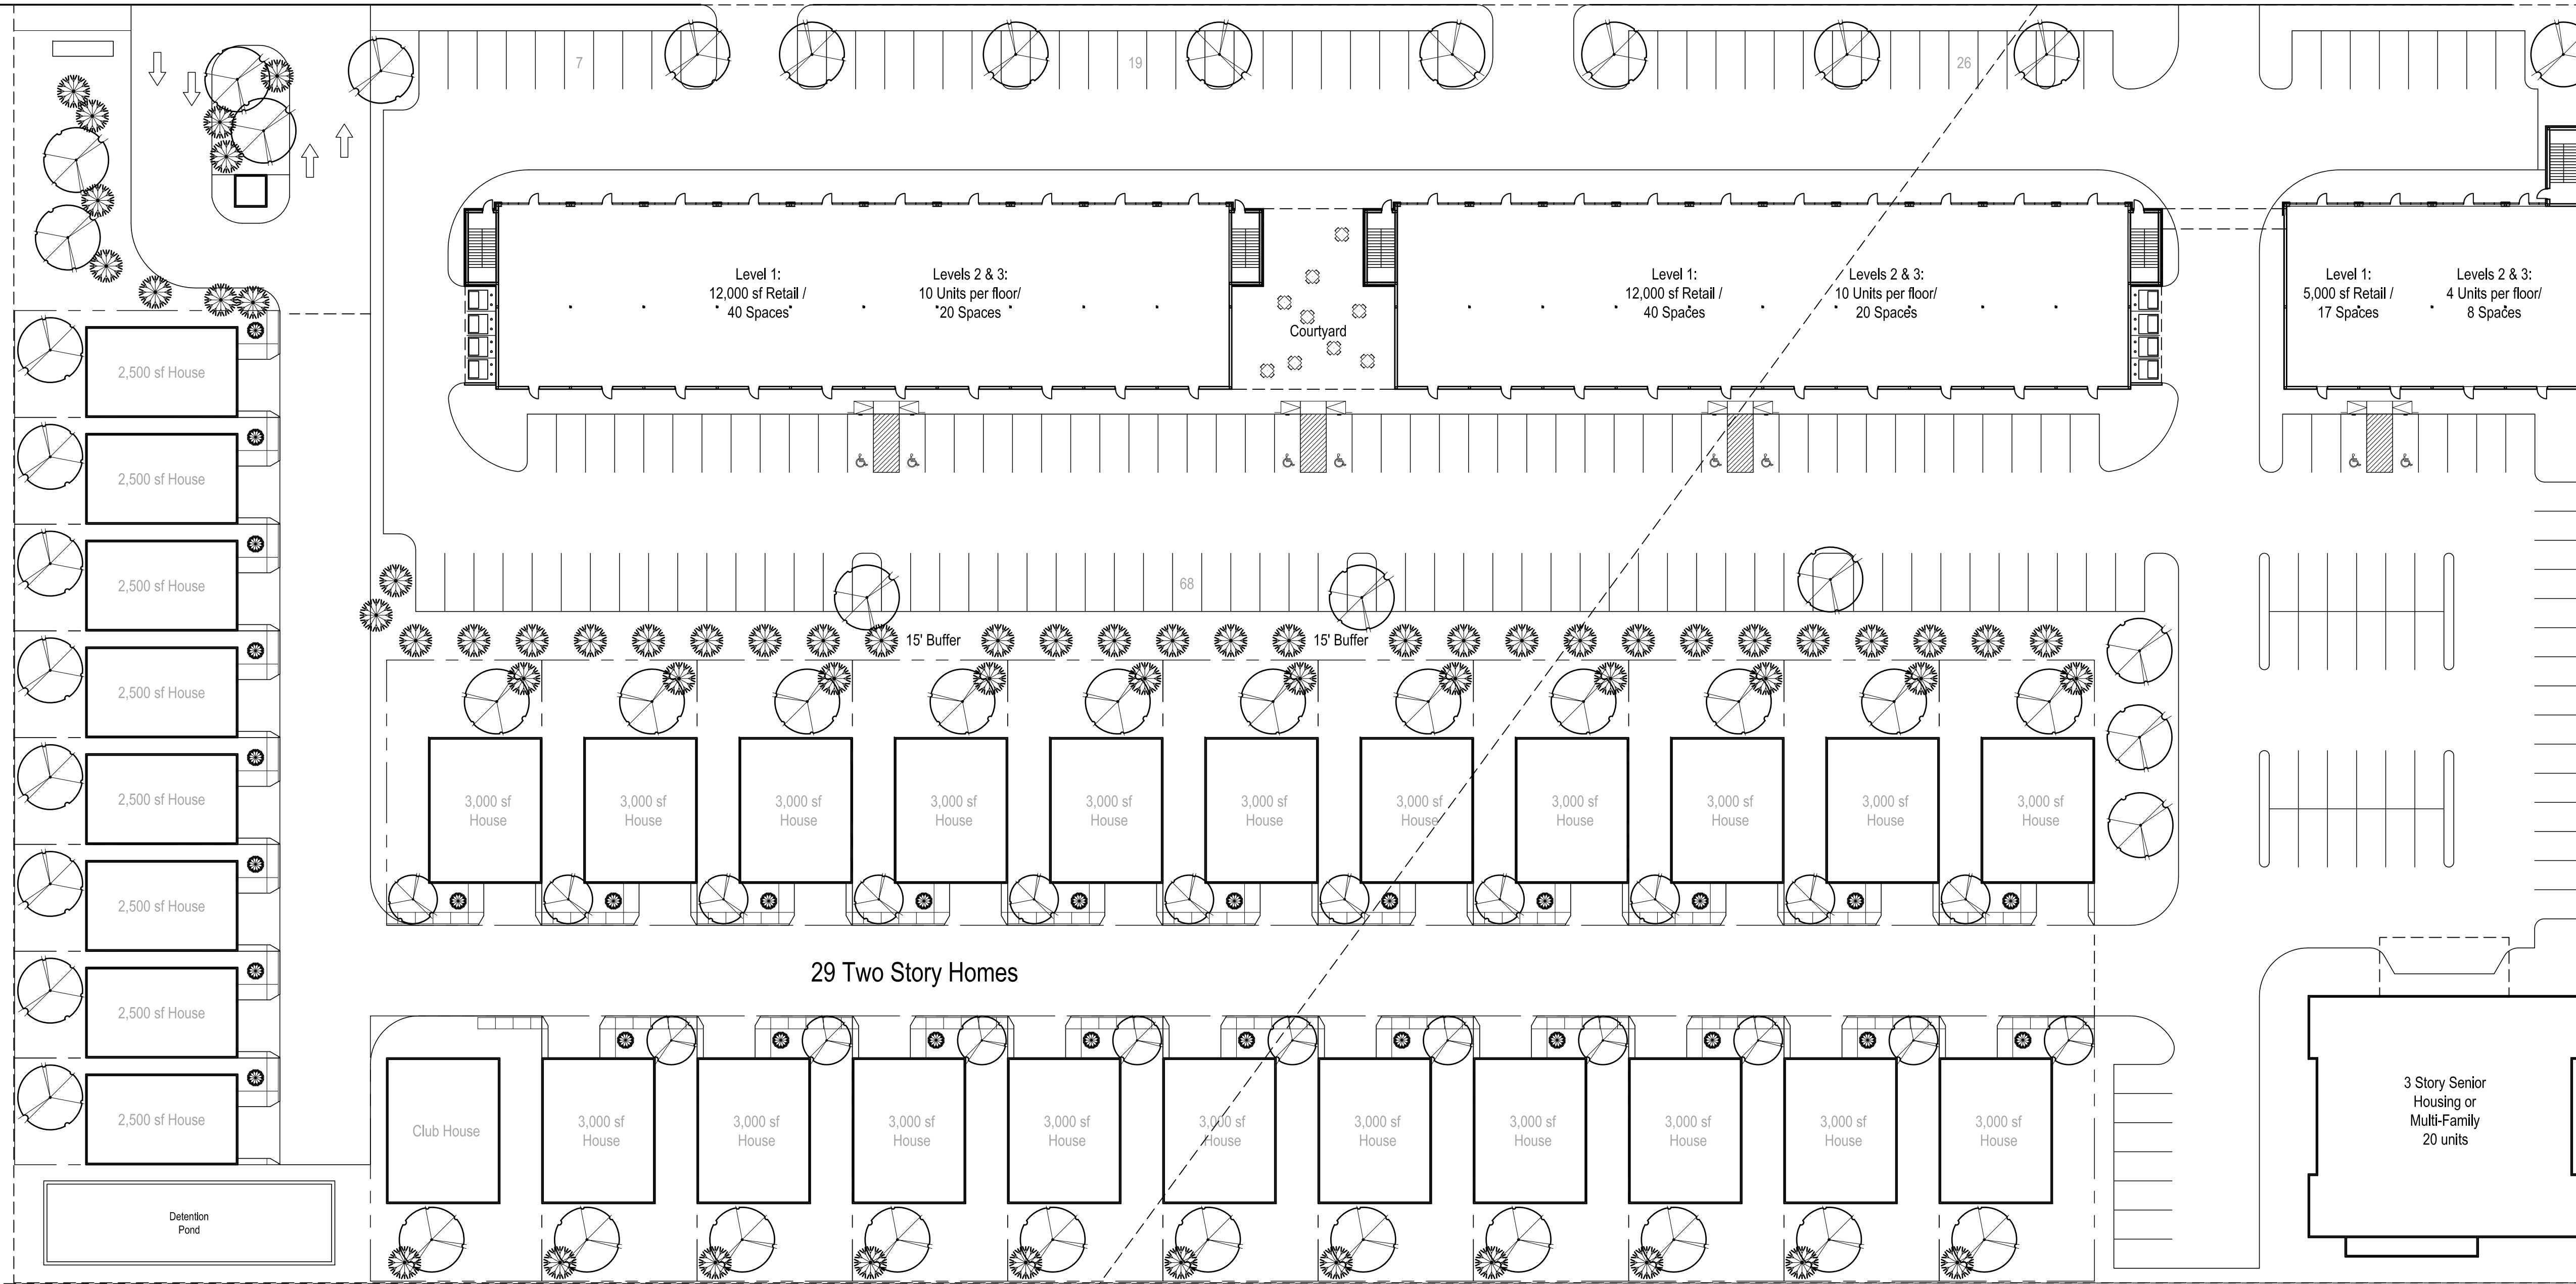 7
19
26
Level 1:
12,000 sf Retail /
40 Spaces
Levels 2 & 3:
10 Units per floor/
20 Spaces
Courtyard
Level 1:
12,000 sf Retail /
40 Spaces
Levels 2 & 3:
10 Units per floor/
20 Spaces
Level 1:
5,000 sf Retail /
17 Spaces
Levels 2 & 3:
4 Units per floor/
8 Spaces
2,500 sf House
2,500 sf House
2,500 sf House
2,500 sf House
2,500 sf House
2,500 sf House
2,500 sf House
2,500 sf House
68
15' Buffer
15' Buffer
3,000 sf
House
3,000 sf
House
3,000 sf
House
3,000 sf
House
3,000 sf
House
3,000 sf
House
3,000 sf
House
3,000 sf
House
3,000 sf
House
3,000 sf
House
3,000 sf
House
29 Two Story Homes
Club House
3,000 sf
House
3,000 sf
House
3,000 sf
House
3,000 sf
House
3,000 sf
House
3,000 sf
House
3,000 sf
House
3,000 sf
House
3,000 sf
House
3,000 sf
House
3 Story Senior
Housing or
Multi-Family
20 units
Detention
Pond